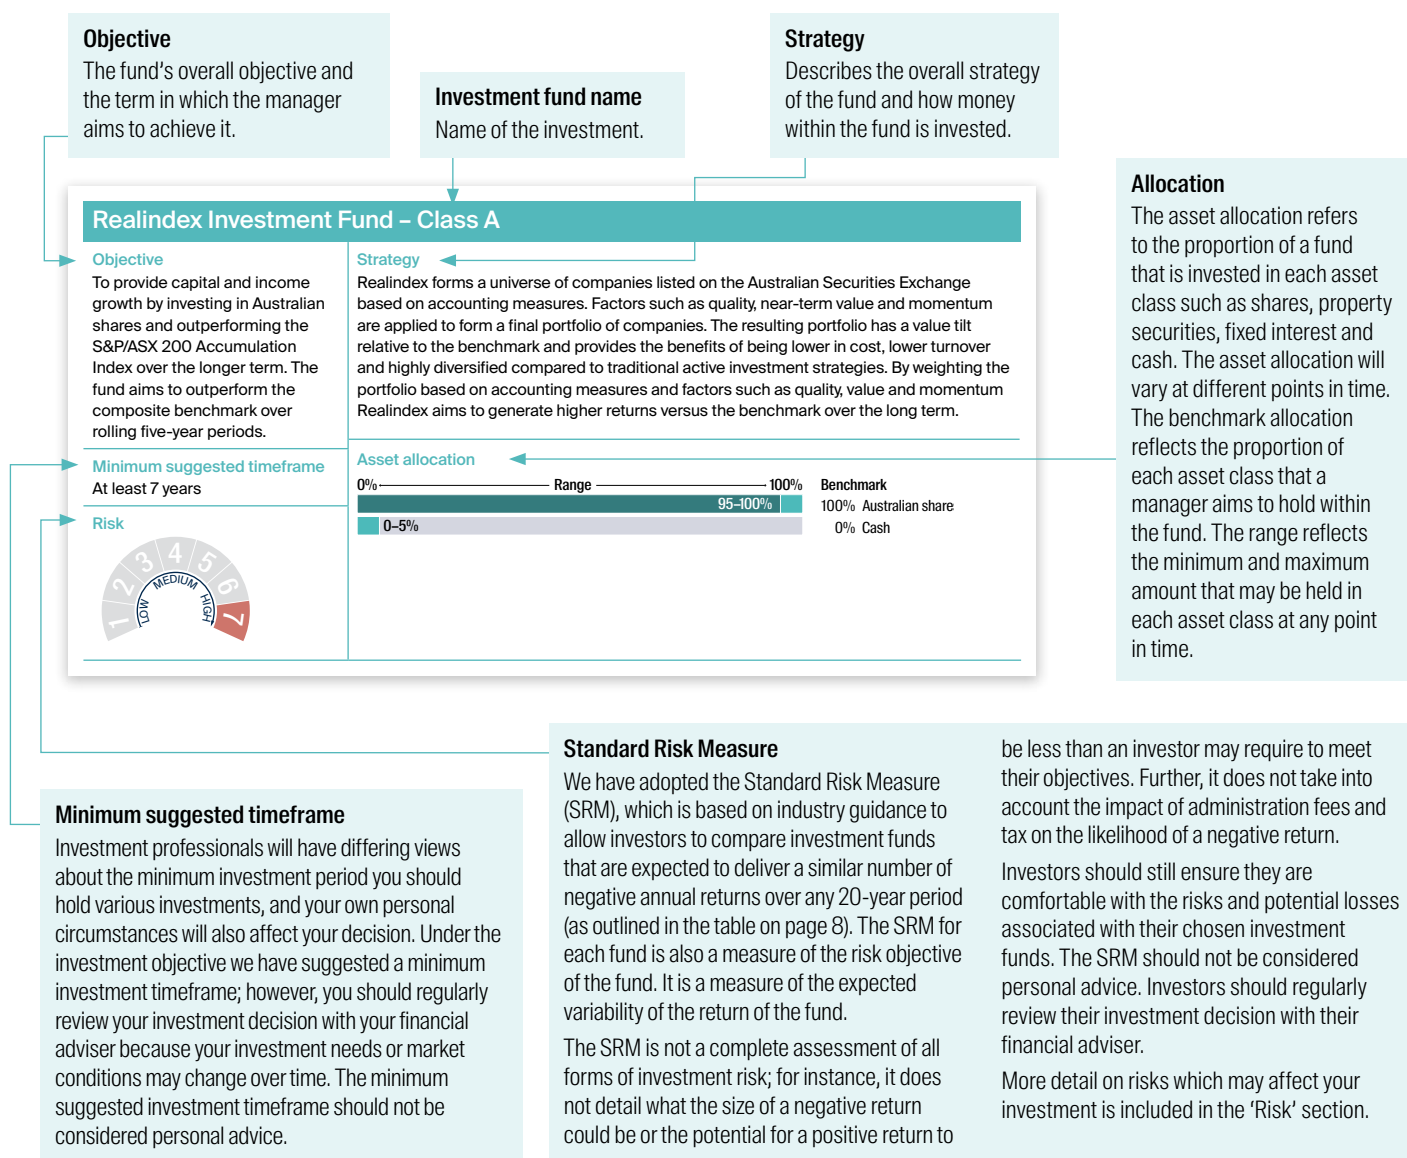 Objective
The fund's overall objective and
the term in which the manager
aims to achieve it.
Investment fund name
Name of the investment.
Strategy
Describes the overall strategy
of the fund and how money
within the fund is invested.
Allocation
The asset allocation refers
to the proportion of a fund
that is invested in each asset
class such as shares, property
securities, fixed interest and
cash. The asset allocation will
vary at different points in time.
The benchmark allocation
reflects the proportion of
each asset class that a
manager aims to hold within
the fund. The range reflects
the minimum and maximum
amount that may be held in
each asset class at any point
in time.
Realindex Investment Fund – Class A
Objective
To provide capital and income
growth by investing in Australian
shares and outperforming the
S&P/ASX 200 Accumulation
Index over the longer term. The
fund aims to outperform the
composite benchmark over
rolling five-year periods.
Strategy
Realindex forms a universe of companies listed on the Australian Securities Exchange
based on accounting measures. Factors such as quality, near-term value and momentum
are applied to form a final portfolio of companies. The resulting portfolio has a value tilt
relative to the benchmark and provides the benefits of being lower in cost, lower turnover
and highly diversified compared to traditional active investment strategies. By weighting the
portfolio based on accounting measures and factors such as quality, value and momentum
Realindex aims to generate higher returns versus the benchmark over the long term.
Minimum suggested timeframe
At least 7 years
Risk
1 2 3 4 5 6 7
LOW MEDIUM HIGH
Asset allocation
0% Range 100% Benchmark
95–100% 100% Australian share
0–5% 0% Cash
Minimum suggested timeframe
Investment professionals will have differing views
about the minimum investment period you should
hold various investments, and your own personal
circumstances will also affect your decision. Under the
investment objective we have suggested a minimum
investment timeframe; however, you should regularly
review your investment decision with your financial
adviser because your investment needs or market
conditions may change over time. The minimum
suggested investment timeframe should not be
considered personal advice.
Standard Risk Measure
We have adopted the Standard Risk Measure
(SRM), which is based on industry guidance to
allow investors to compare investment funds
that are expected to deliver a similar number of
negative annual returns over any 20-year period
(as outlined in the table on page 8). The SRM for
each fund is also a measure of the risk objective
of the fund. It is a measure of the expected
variability of the return of the fund.
The SRM is not a complete assessment of all
forms of investment risk; for instance, it does
not detail what the size of a negative return
could be or the potential for a positive return to
be less than an investor may require to meet
their objectives. Further, it does not take into
account the impact of administration fees and
tax on the likelihood of a negative return.
Investors should still ensure they are
comfortable with the risks and potential losses
associated with their chosen investment
funds. The SRM should not be considered
personal advice. Investors should regularly
review their investment decision with their
financial adviser.
More detail on risks which may affect your
investment is included in the ‘Risk’ section.